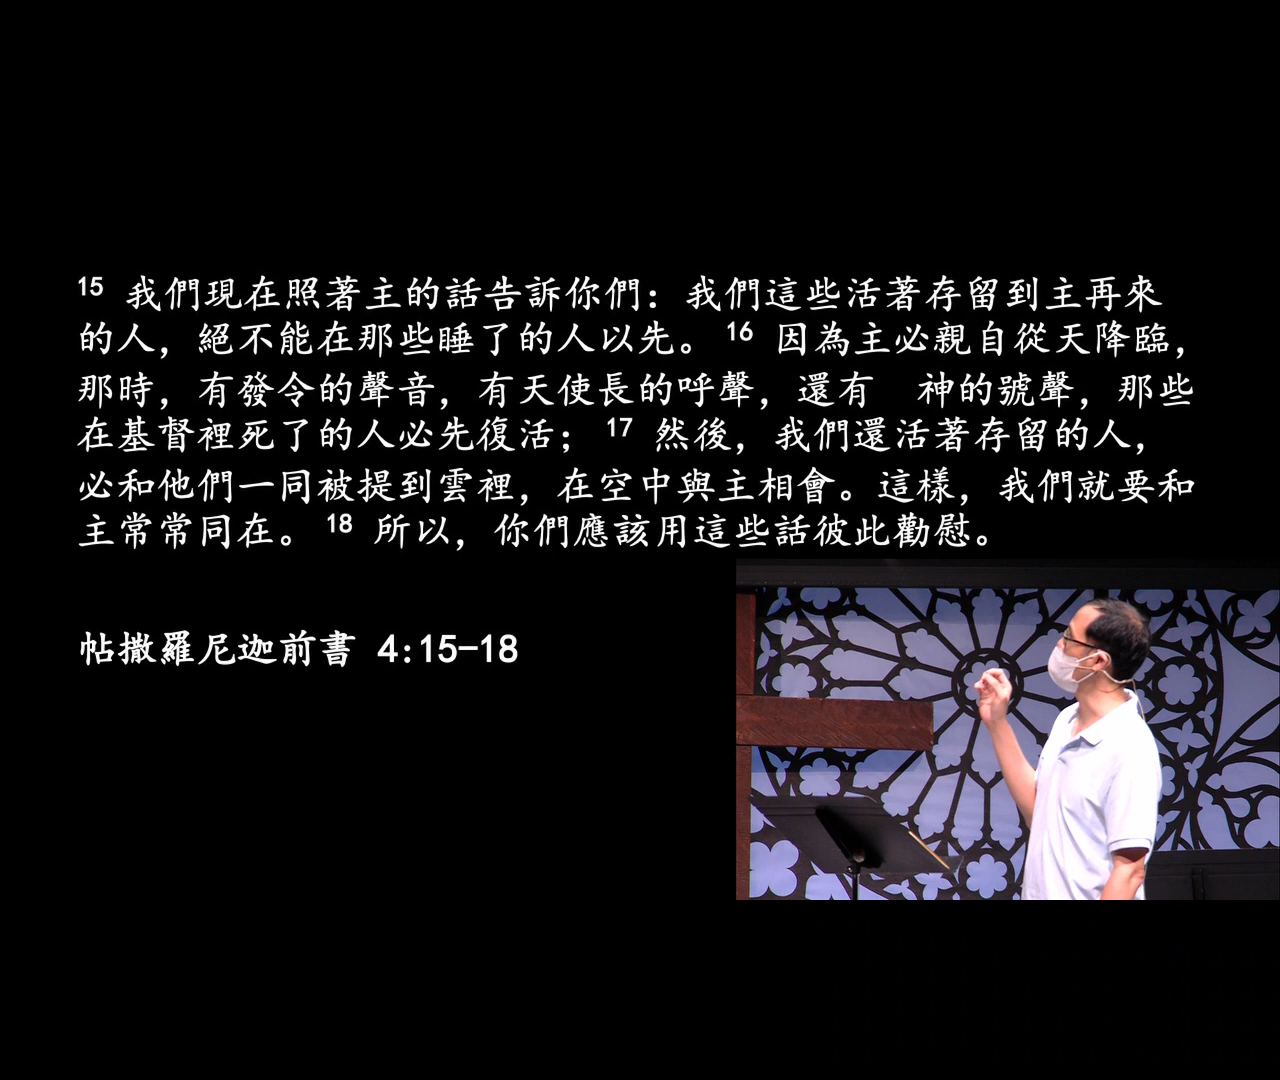 15 我們現在照著主的話告訴你們：我們這些活著存留到主再來
的人，絕不能在那些睡了的人以先。 16 因為主必親自從天降臨，
那時，有發令的聲音，有天使長的呼聲，還有　神的號聲，那些
在基督裡死了的人必先復活； 17 然後，我們還活著存留的人，
必和他們一同被提到雲裡，在空中與主相會。這樣，我們就要和
主常常同在。 18 所以，你們應該用這些話彼此勸慰。
帖撒羅尼迦前書 4:15-18